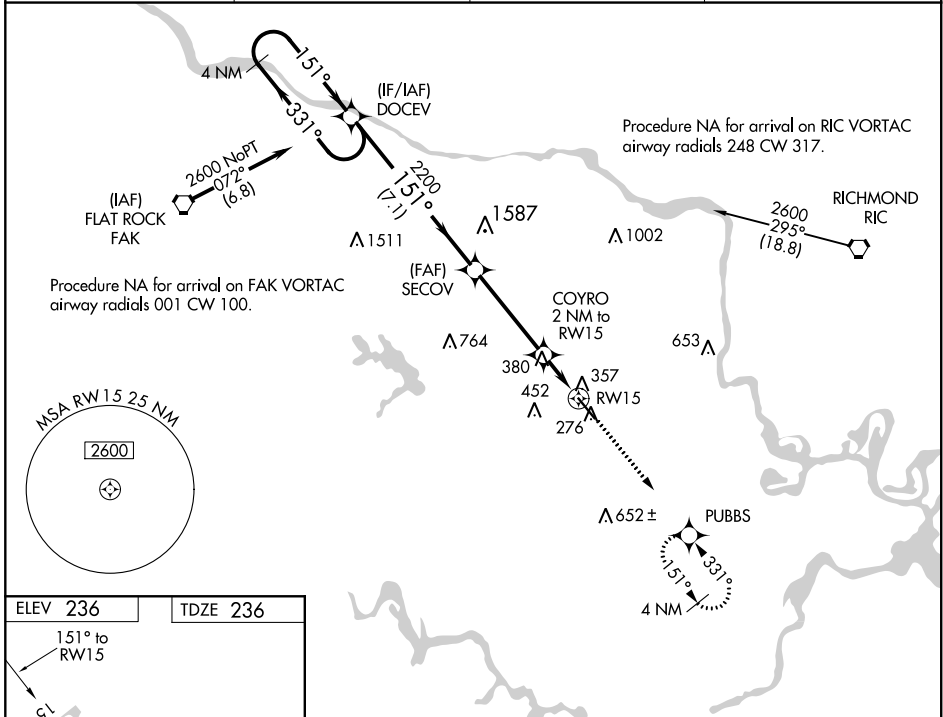 4 NM
151°
331°
(IF/IAF)
DOCEV
Procedure NA for arrival on RIC VORTAC
airway radials 248 CW 317.
2600 NoPT
072°
(6.8)
(IAF)
FLAT ROCK
FAK
2200
151°
(7.1)
1587
1511
1002
2600
295°
(18.8)
RICHMOND
RIC
Procedure NA for arrival on FAK VORTAC
airway radials 001 CW 100.
(FAF)
SECOV
COYRO
2 NM to
RW15
764
653
380
357
452
RW15
276
MSA RW15 25 NM
2600
652 ±
PUBBS
151°
331°
4 NM
ELEV 236
TDZE 236
151° to
RW15